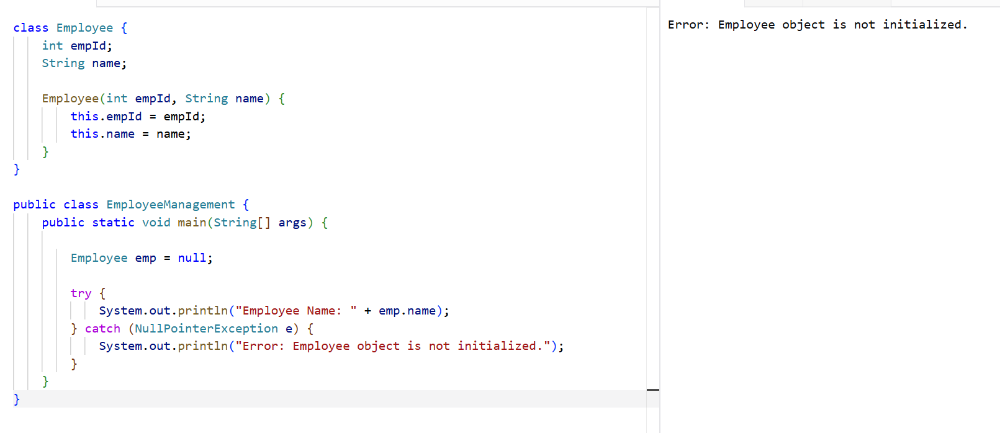 class Employee {
    int empId;
    String name;

    Employee(int empId, String name) {
        this.empId = empId;
        this.name = name;
    }
}

public class EmployeeManagement {
    public static void main(String[] args) {

        Employee emp = null;

        try {
            System.out.println("Employee Name: " + emp.name);
        } catch (NullPointerException e) {
            System.out.println("Error: Employee object is not initialized.");
        }
    }
}
Error: Employee object is not initialized.